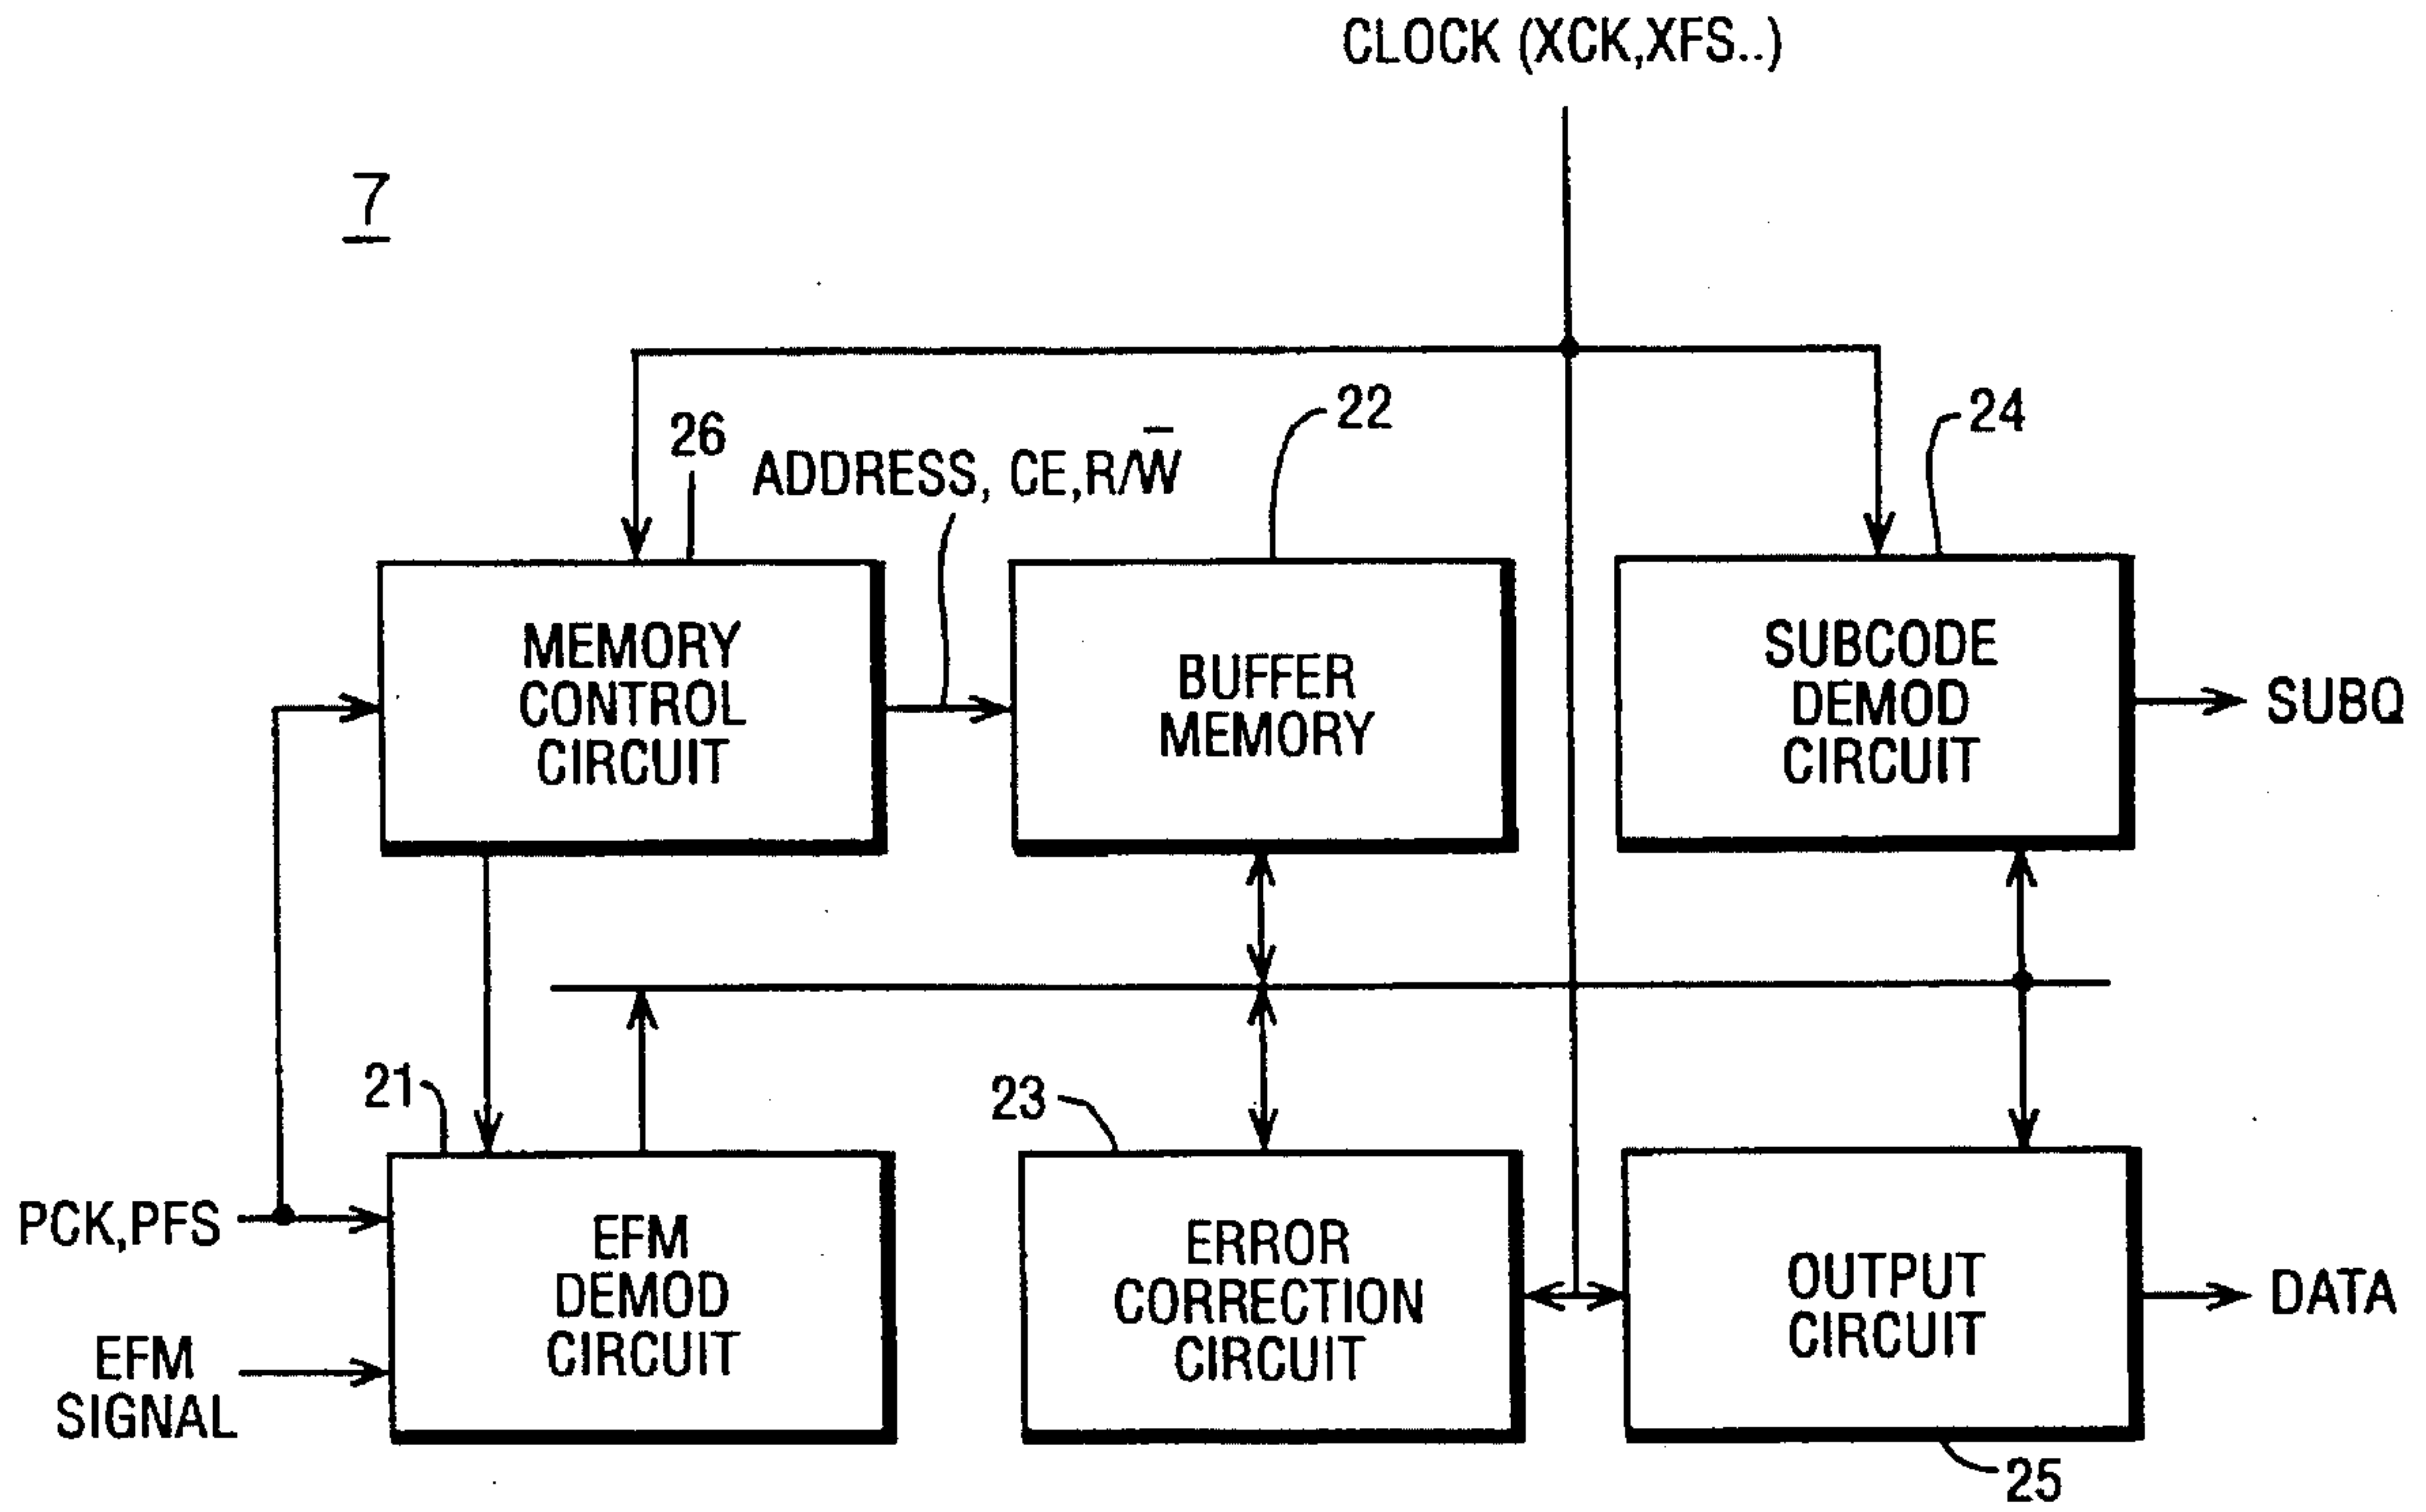 CLOCK (XCK,XFS..)
7
26
ADDRESS, CE,R/W̅
22
24
MEMORY
CONTROL
CIRCUIT
BUFFER
MEMORY
SUBCODE
DEMOD
CIRCUIT
SUBQ
21
23
PCK,PFS
EFM
SIGNAL
EFM
DEMOD
CIRCUIT
ERROR
CORRECTION
CIRCUIT
OUTPUT
CIRCUIT
DATA
25